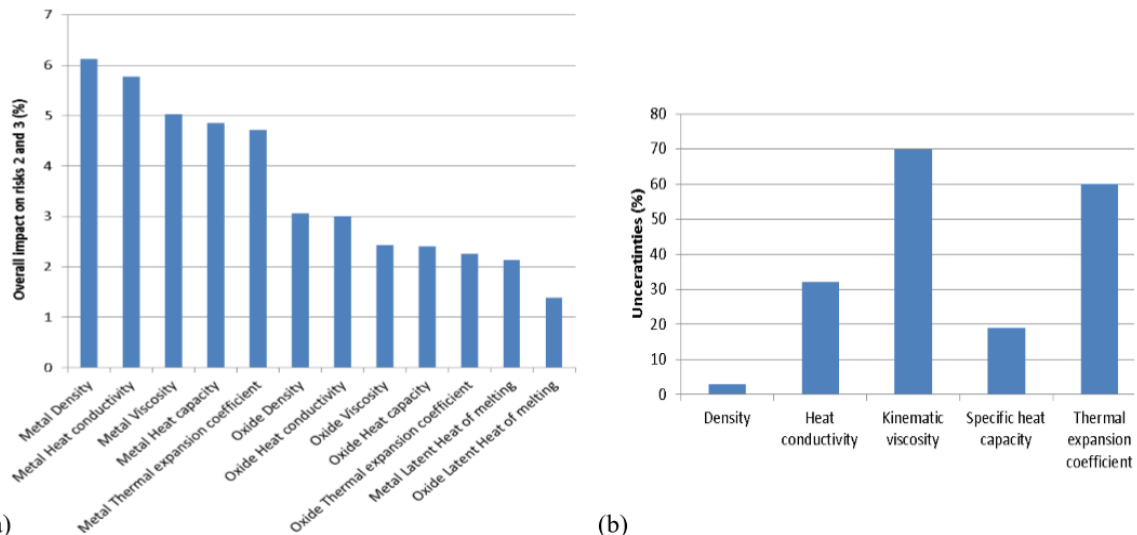 7
6
5
4
3
2
1
0
Overall impact on risks 2 and 3 (%)
Metal Density
Metal Heat conductivity
Metal Viscosity
Metal Heat capacity
Metal Thermal expansion coefficient
Oxide Density
Oxide Heat conductivity
Oxide Viscosity
Oxide Heat capacity
Oxide Thermal expansion coefficient
Metal Latent Heat of melting
Oxide Latent Heat of melting
80
70
60
50
40
30
20
10
0
Unceratinties (%)
Density
Heat
conductivity
Kinematic
viscosity
Specific heat
capacity
Thermal
expansion
coefficient
(b)